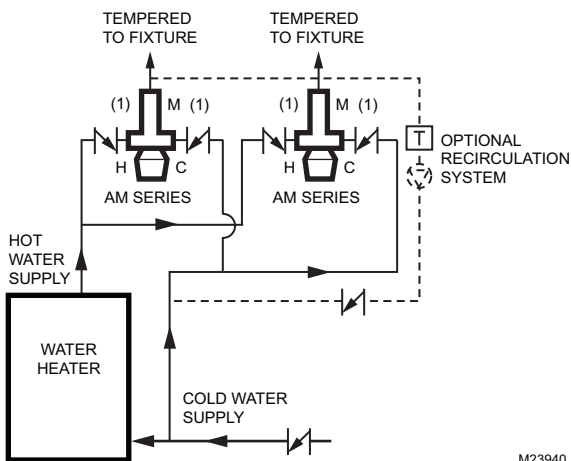 TEMPERED
TO FIXTURE
TEMPERED
TO FIXTURE
(1) M (1)
(1) M (1)
T
OPTIONAL
RECIRCULATION
SYSTEM
H C
H C
AM SERIES
AM SERIES
HOT
WATER
SUPPLY
WATER
HEATER
COLD WATER
SUPPLY
M23940